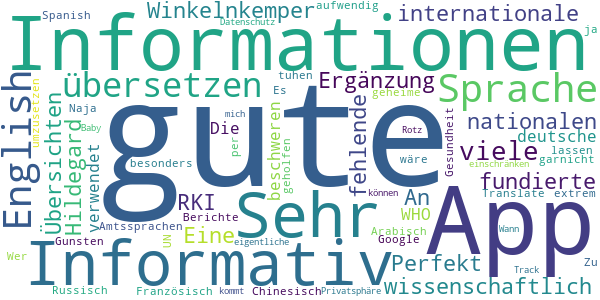 Spanish
Winkelnkemper
aufwendig
internationale
Datenschutz
ja
Informationen
tuhen
Es
Ergänzung
übersetzen
English
umzusetzen
Naja
Baby
mich
geheime
Sprache
Die
Rotz
nationalen
Übersichten
Hildegard
verwendet
besonders
gute
per
beschweren
geholfen
fehlende
wäre
Gesundheit
viele
deutsche
lassen
garnicht
einschränken
RKI
Berichte
An
können
fundierte
Amtssprachen
Eine
Sehr
WHO
App
Translate
extrem
Gunsten
UN
eigentliche
Arabisch
Google
Wann
Wer
Informativ
Perfekt
Track
Zu
Russisch
Französisch
kommt
Chinesisch
Privatsphäre
wissenschaftlich